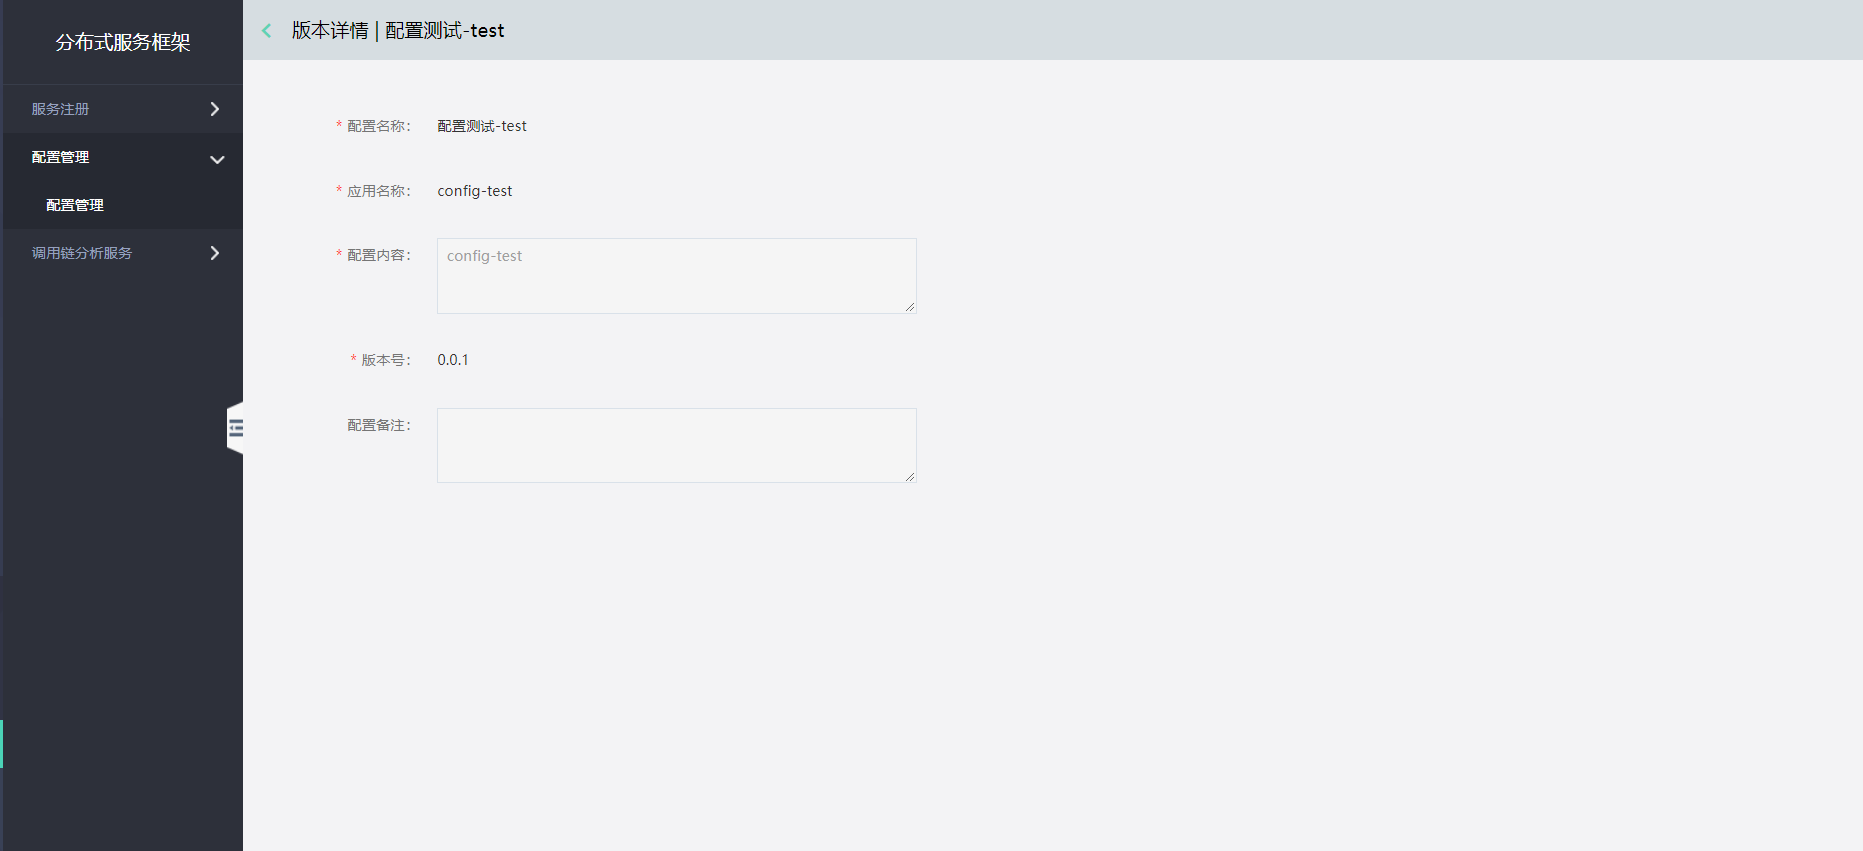 分布式服务框架
服务注册
配置管理
配置管理
调用链分析服务
版本详情 | 配置测试-test
* 配置名称： 配置测试-test
* 应用名称： config-test
* 配置内容： config-test
* 版本号： 0.0.1
配置备注：